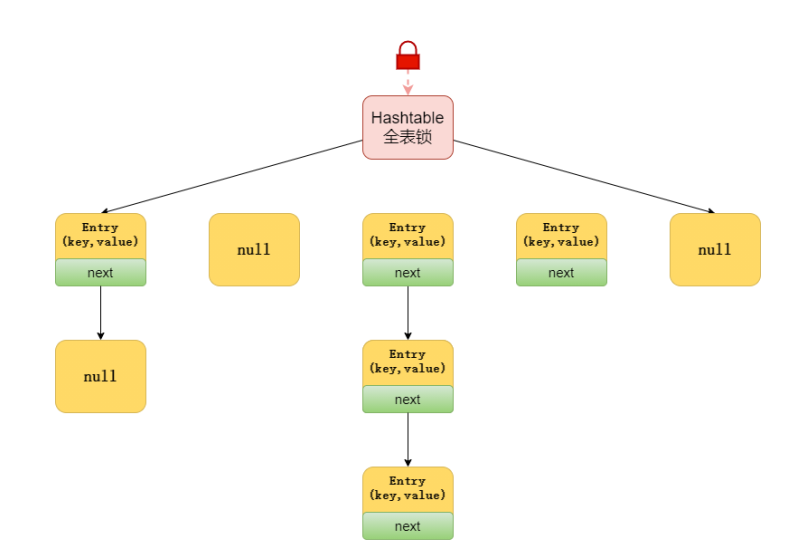 Hashtable
全表锁
Entry
(key,value)
next
null
Entry
(key,value)
next
Entry
(key,value)
next
null
null
Entry
(key,value)
next
Entry
(key,value)
next